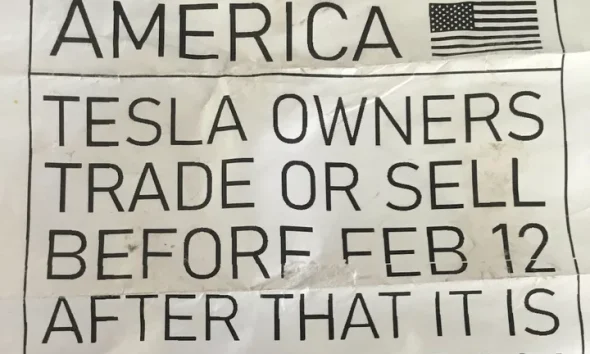 AMERICA
TESLA OWNERS
TRADE OR SELL
BEFORE FEB 12
AFTER THAT IT IS